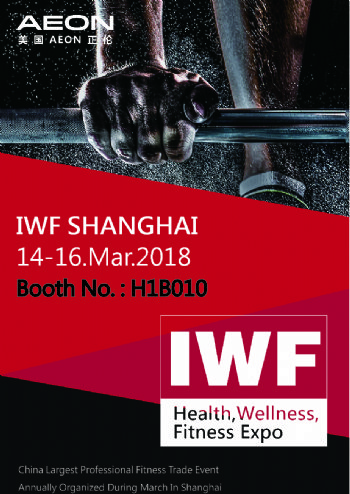 AEON
美国 AEON 正伦
IWF SHANGHAI
14-16.Mar.2018
Booth No. : H1B010
IWF
Health,Wellness,
Fitness Expo
China Largest Professional Fitness Trade Event
Annually Organized During March In Shanghai